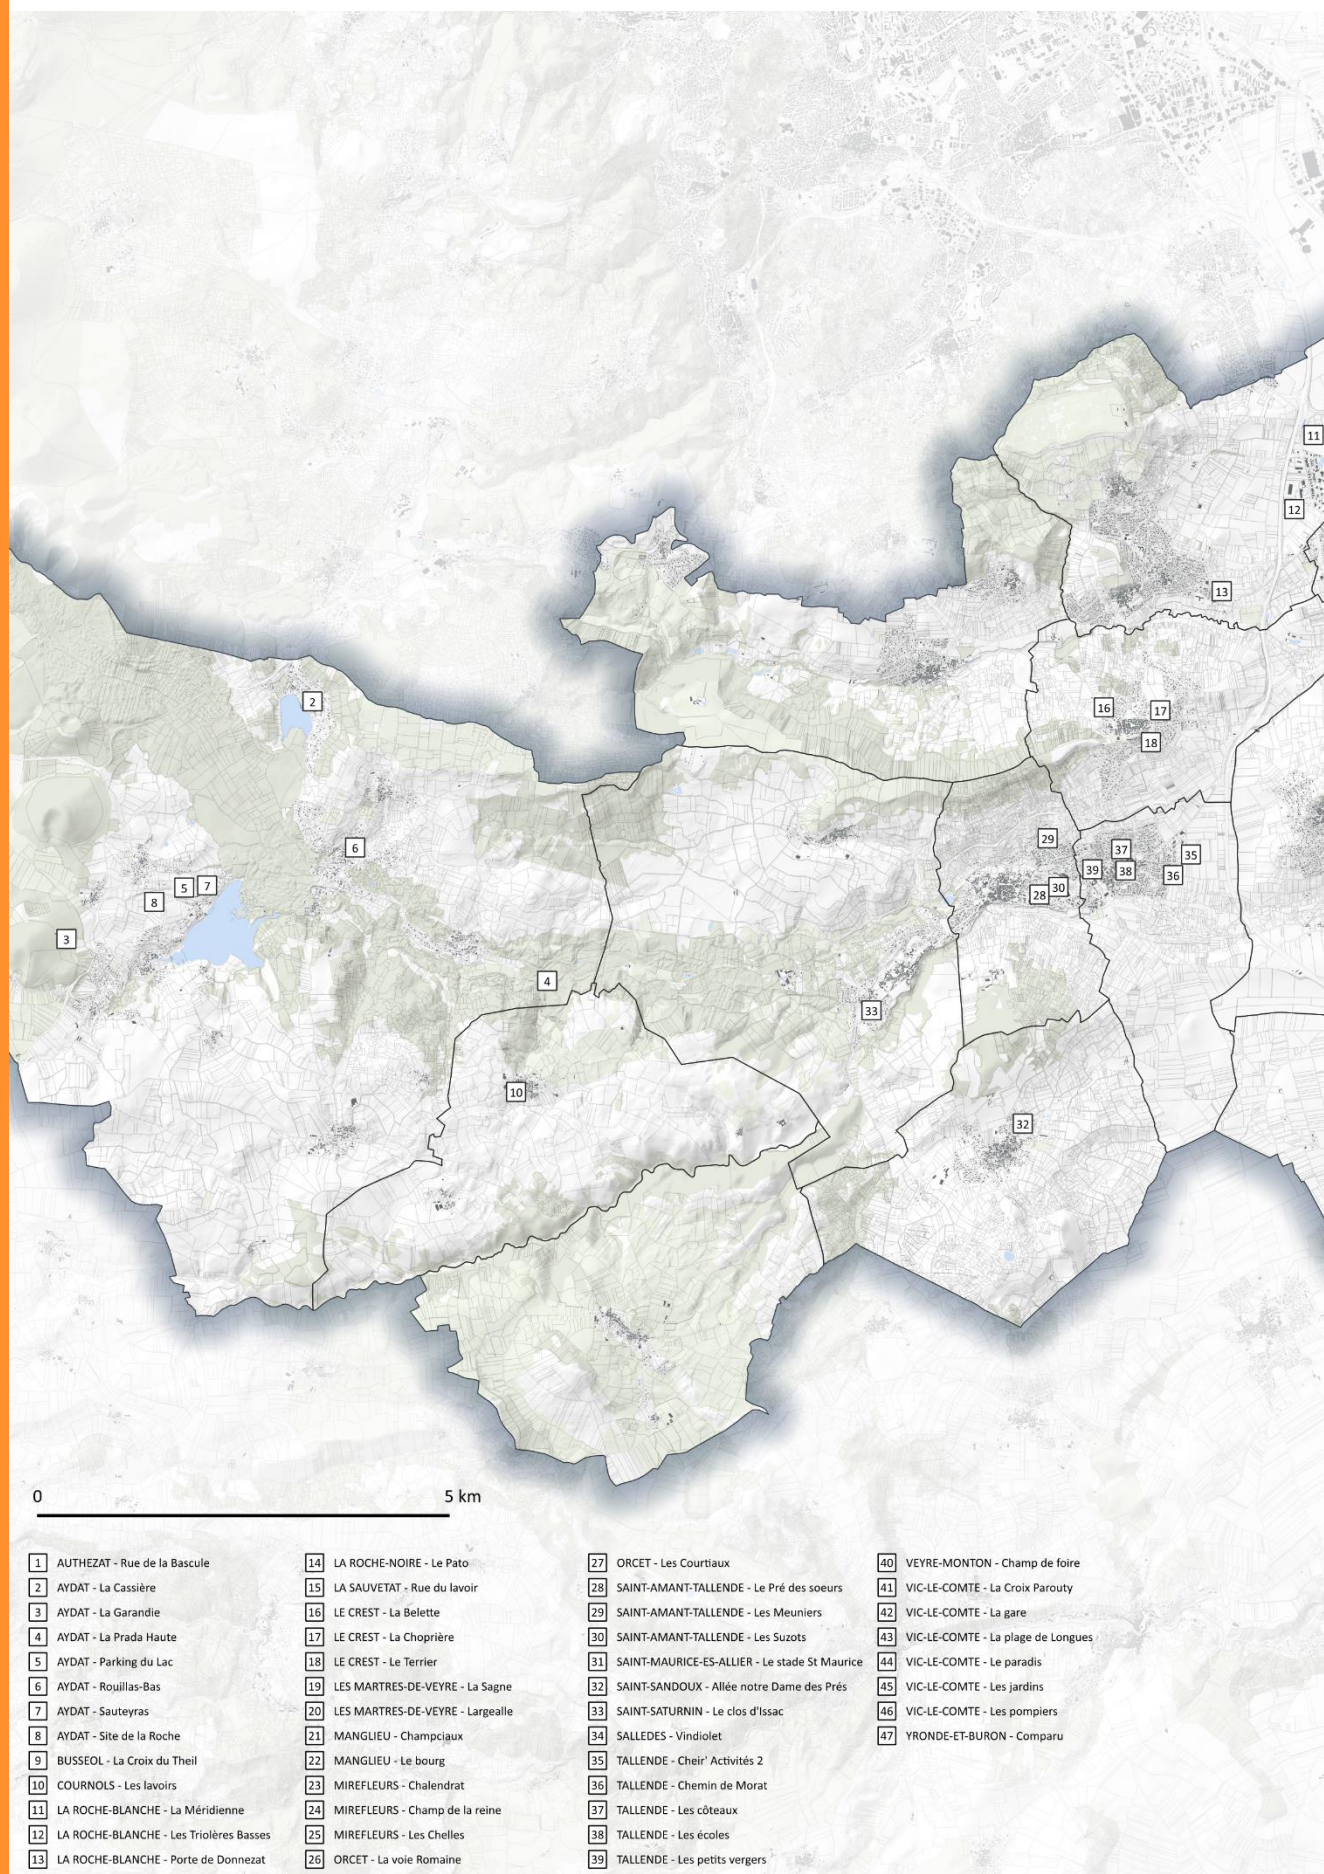 11
12
13
2
16
17
18
6
29
37
35
39
38
36
5
7
30
28
8
3
4
33
10
32
0
5 km
1 AUTHEZAT - Rue de la Bascule
2 AYDAT - La Cassière
3 AYDAT - La Garandie
4 AYDAT - La Prada Haute
5 AYDAT - Parking du Lac
6 AYDAT - Rouillas-Bas
7 AYDAT - Sauteyras
8 AYDAT - Site de la Roche
9 BUSSEOL - La Croix du Theil
10 COURNOLS - Les lavoirs
11 LA ROCHE-BLANCHE - La Méridienne
12 LA ROCHE-BLANCHE - Les Triolères Basses
13 LA ROCHE-BLANCHE - Porte de Donnezat
14 LA ROCHE-NOIRE - Le Pato
15 LA SAUVETAT - Rue du lavoir
16 LE CREST - La Belette
17 LE CREST - La Choprière
18 LE CREST - Le Terrier
19 LES MARTRES-DE-VEYRE - La Sagne
20 LES MARTRES-DE-VEYRE - Largealle
21 MANGLIEU - Champciaux
22 MANGLIEU - Le bourg
23 MIREFLEURS - Chalendrat
24 MIREFLEURS - Champ de la reine
25 MIREFLEURS - Les Chelles
26 ORCET - La voie Romaine
27 ORCET - Les Courtiaux
28 SAINT-AMANT-TALLENDE - Le Pré des soeurs
29 SAINT-AMANT-TALLENDE - Les Meuniers
30 SAINT-AMANT-TALLENDE - Les Suzots
31 SAINT-MAURICE-ES-ALLIER - Le stade St Maurice
32 SAINT-SANDOUX - Allée notre Dame des Prés
33 SAINT-SATURNIN - Le clos d'Issac
34 SALLEDES - Vindiolet
35 TALLENDE - Cheir' Activités 2
36 TALLENDE - Chemin de Morat
37 TALLENDE - Les côteaux
38 TALLENDE - Les écoles
39 TALLENDE - Les petits vergers
40 VEYRE-MONTON - Champ de foire
41 VIC-LE-COMTE - La Croix Parouty
42 VIC-LE-COMTE - La gare
43 VIC-LE-COMTE - La plage de Longues
44 VIC-LE-COMTE - Le paradis
45 VIC-LE-COMTE - Les jardins
46 VIC-LE-COMTE - Les pompiers
47 YRONDE-ET-BURON - Comparu